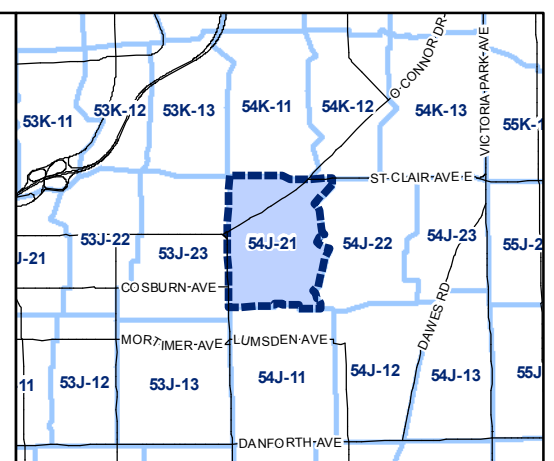 O CONNOR DR
VICTORIA PARK AVE
53K-11
53K-12
53K-13
54K-11
54K-12
54K-13
55K-1
ST CLAIR AVE E
J-21
53J-22
53J-23
54J-21
54J-22
54J-23
55J-2
COSBURN AVE
DAWES RD
MORTIMER AVE
LUMSDEN AVE
11
53J-12
53J-13
54J-11
54J-12
54J-13
55J
DANFORTH AVE